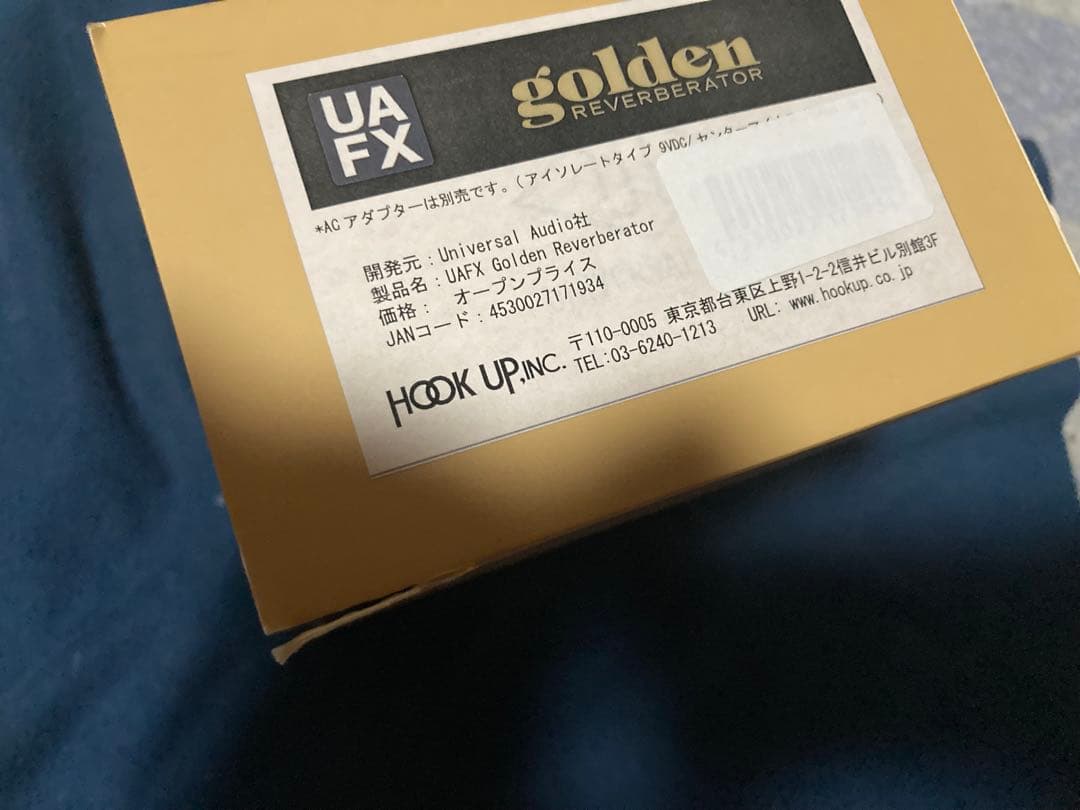 UA
FX
golden
REVERBERATOR
*ACアダプターは別売です。(アイソレートタイプ 9VDC/
開発元：Universal Audio社
製品名：UAFX Golden Reverberator
価格： オープンプライス
JANコード：4530027171934
HOOK UP, INC.
〒110-0005 東京都台東区上野1-2-2信井ビル別館3F
TEL:03-6240-1213 URL: www.hookup.co.jp